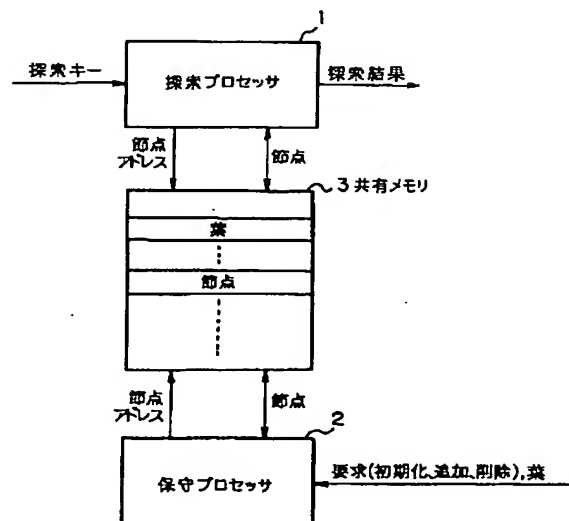 1
探索キー
探索プロセッサ
探索結果
節点
アドレス
節点
3共有メモリ
葉
節点
節点
アドレス
節点
2
保守プロセッサ
要求(初期化、追加、削除),葉